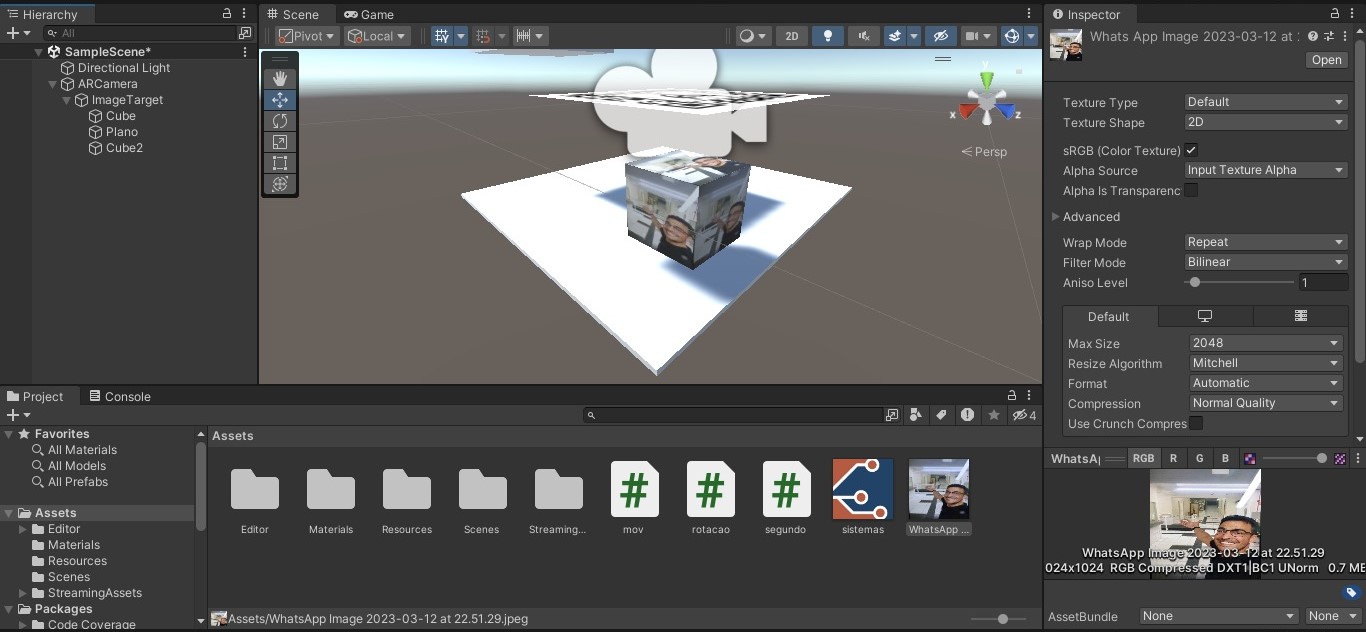 Hierarchy
All
SampleScene*
Directional Light
ARCamera
ImageTarget
Cube
Plano
Cube2
Scene
Game
Pivot
Local
2D
y
x
z
Persp
Inspector
Whats App Image 2023-03-12 at :
Open
Texture Type
Default
Texture Shape
2D
sRGB (Color Texture)
Alpha Source
Input Texture Alpha
Alpha Is Transparenc
Advanced
Wrap Mode
Repeat
Filter Mode
Bilinear
Aniso Level
1
Default
Max Size
2048
Resize Algorithm
Mitchell
Format
Automatic
Compression
Normal Quality
Use Crunch Compres
Project
Console
4
Favorites
All Materials
All Models
All Prefabs
Assets
Editor
Materials
Resources
Scenes
StreamingAssets
Packages
Code Coverage
Assets
Editor
Materials
Resources
Scenes
Streaming...
mov
rotacao
segundo
sistemas
WhatsApp ...
Assets/WhatsApp Image 2023-03-12 at 22.51.29.jpeg
WhatsA
RGB
R
G
B
WhatsApp Image 2023-03-12 at 22.51.29
024x1024 RGB Compressed DXT1|BC1 UNorm 0.7 ME
AssetBundle
None
None